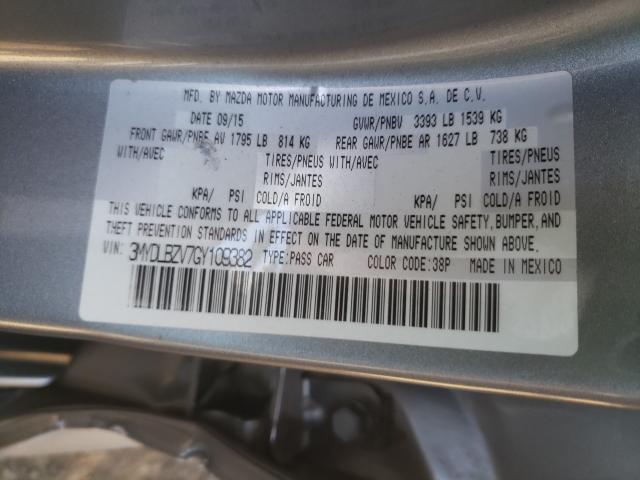 MFD. BY MAZDA MOTOR MANUFACTURING DE MEXICO S.A. DE C.V.
DATE 09/15 GVWR/PNBV 3393 LB 1539 KG
FRONT GAWR/PNBE AV 1795 LB 814 KG REAR GAWR/PNBE AR 1627 LB 738 KG
WITH/AVEC TIRES/PNEUS WITH/AVEC TIRES/PNEUS
RIMS/JANTES RIMS/JANTES
KPA/ PSI COLD/A FROID KPA/ PSI COLD/A FROID
THIS VEHICLE CONFORMS TO ALL APPLICABLE FEDERAL MOTOR VEHICLE SAFETY, BUMPER, AND
THEFT PREVENTION STANDARDS IN EFFECT ON THE DATE OF MANUFACTURE SHOWN ABOVE.
VIN: 3MYDLBZV7GY109382 TYPE:PASS CAR COLOR CODE:38P MADE IN MEXICO